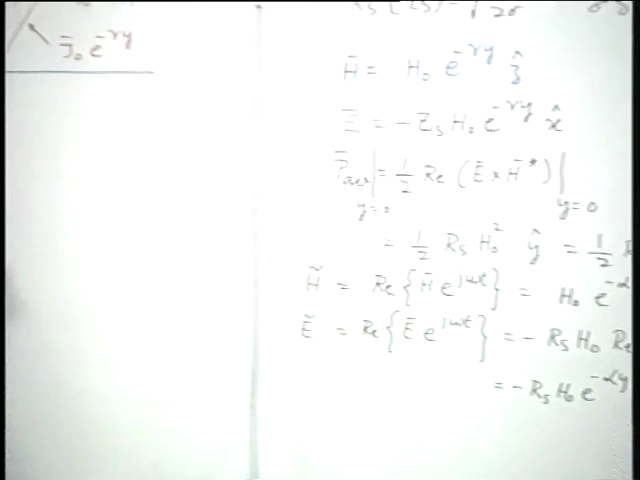 J̄₀ e^{-γy}
H̄ = H₀ e^{-γy} ẑ
Ē = - Z_s H₀ e^{-γy} x̂
P̄_av |_{y=0} = 1/2 Re (Ē × H̄*) |_{y=0}
= 1/2 R_s H₀² ŷ = 1/2
H̃ = Re{H̄ e^{jωt}} = H₀ e^{-α
Ẽ = Re{Ē e^{jωt}} = - R_s H₀ Re
= - R_s H₀ e^{-αy}